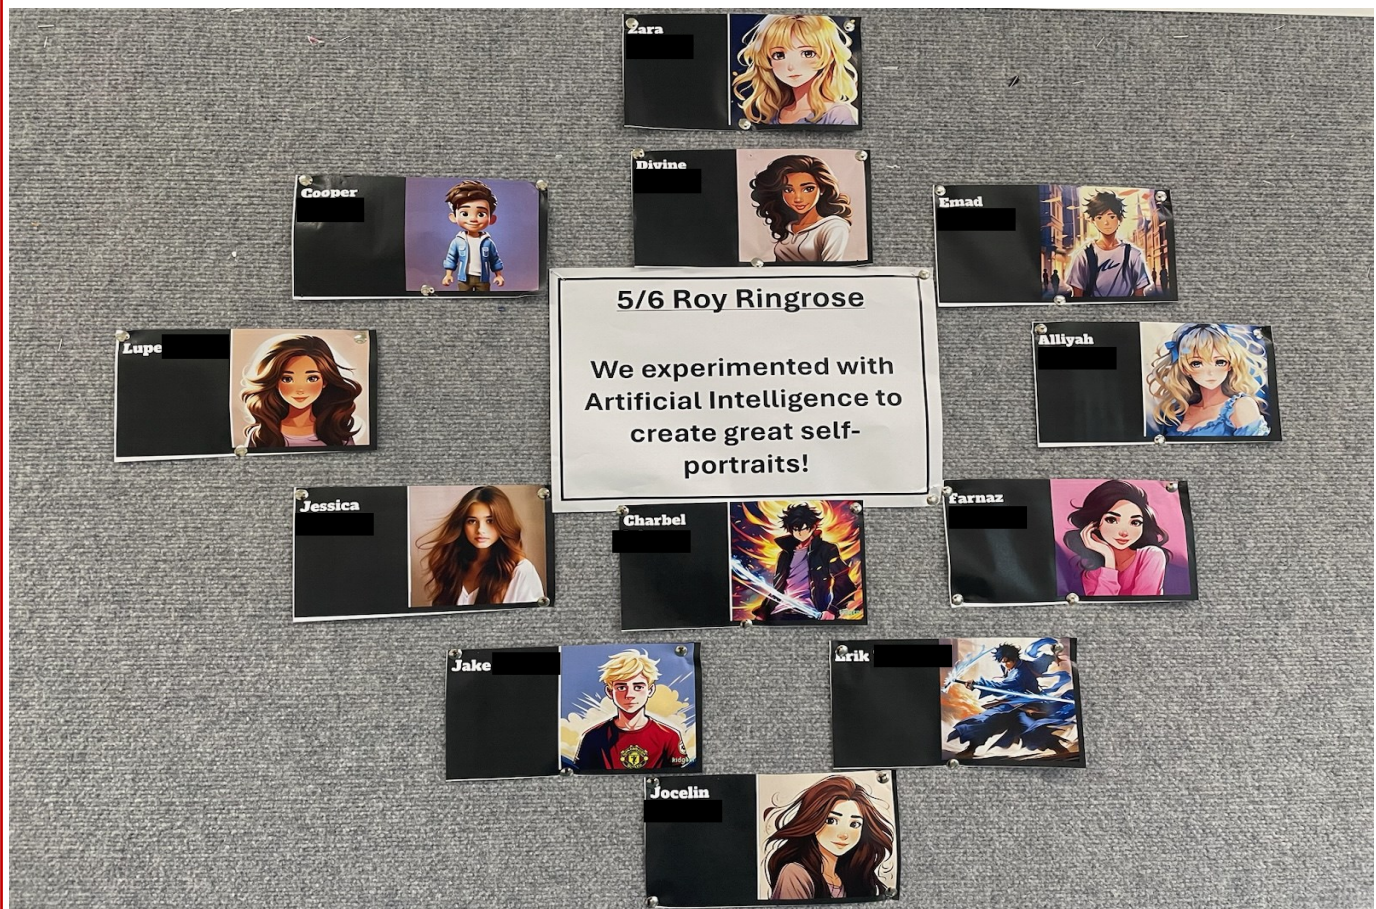 Zara
Divine
Cooper
Emad
5/6 Roy Ringrose
We experimented with
Artificial Intelligence to
create great self-
portraits!
Lupe
Alliyah
Jessica
Charbel
Farnaz
Jake
Erik
Jocelin